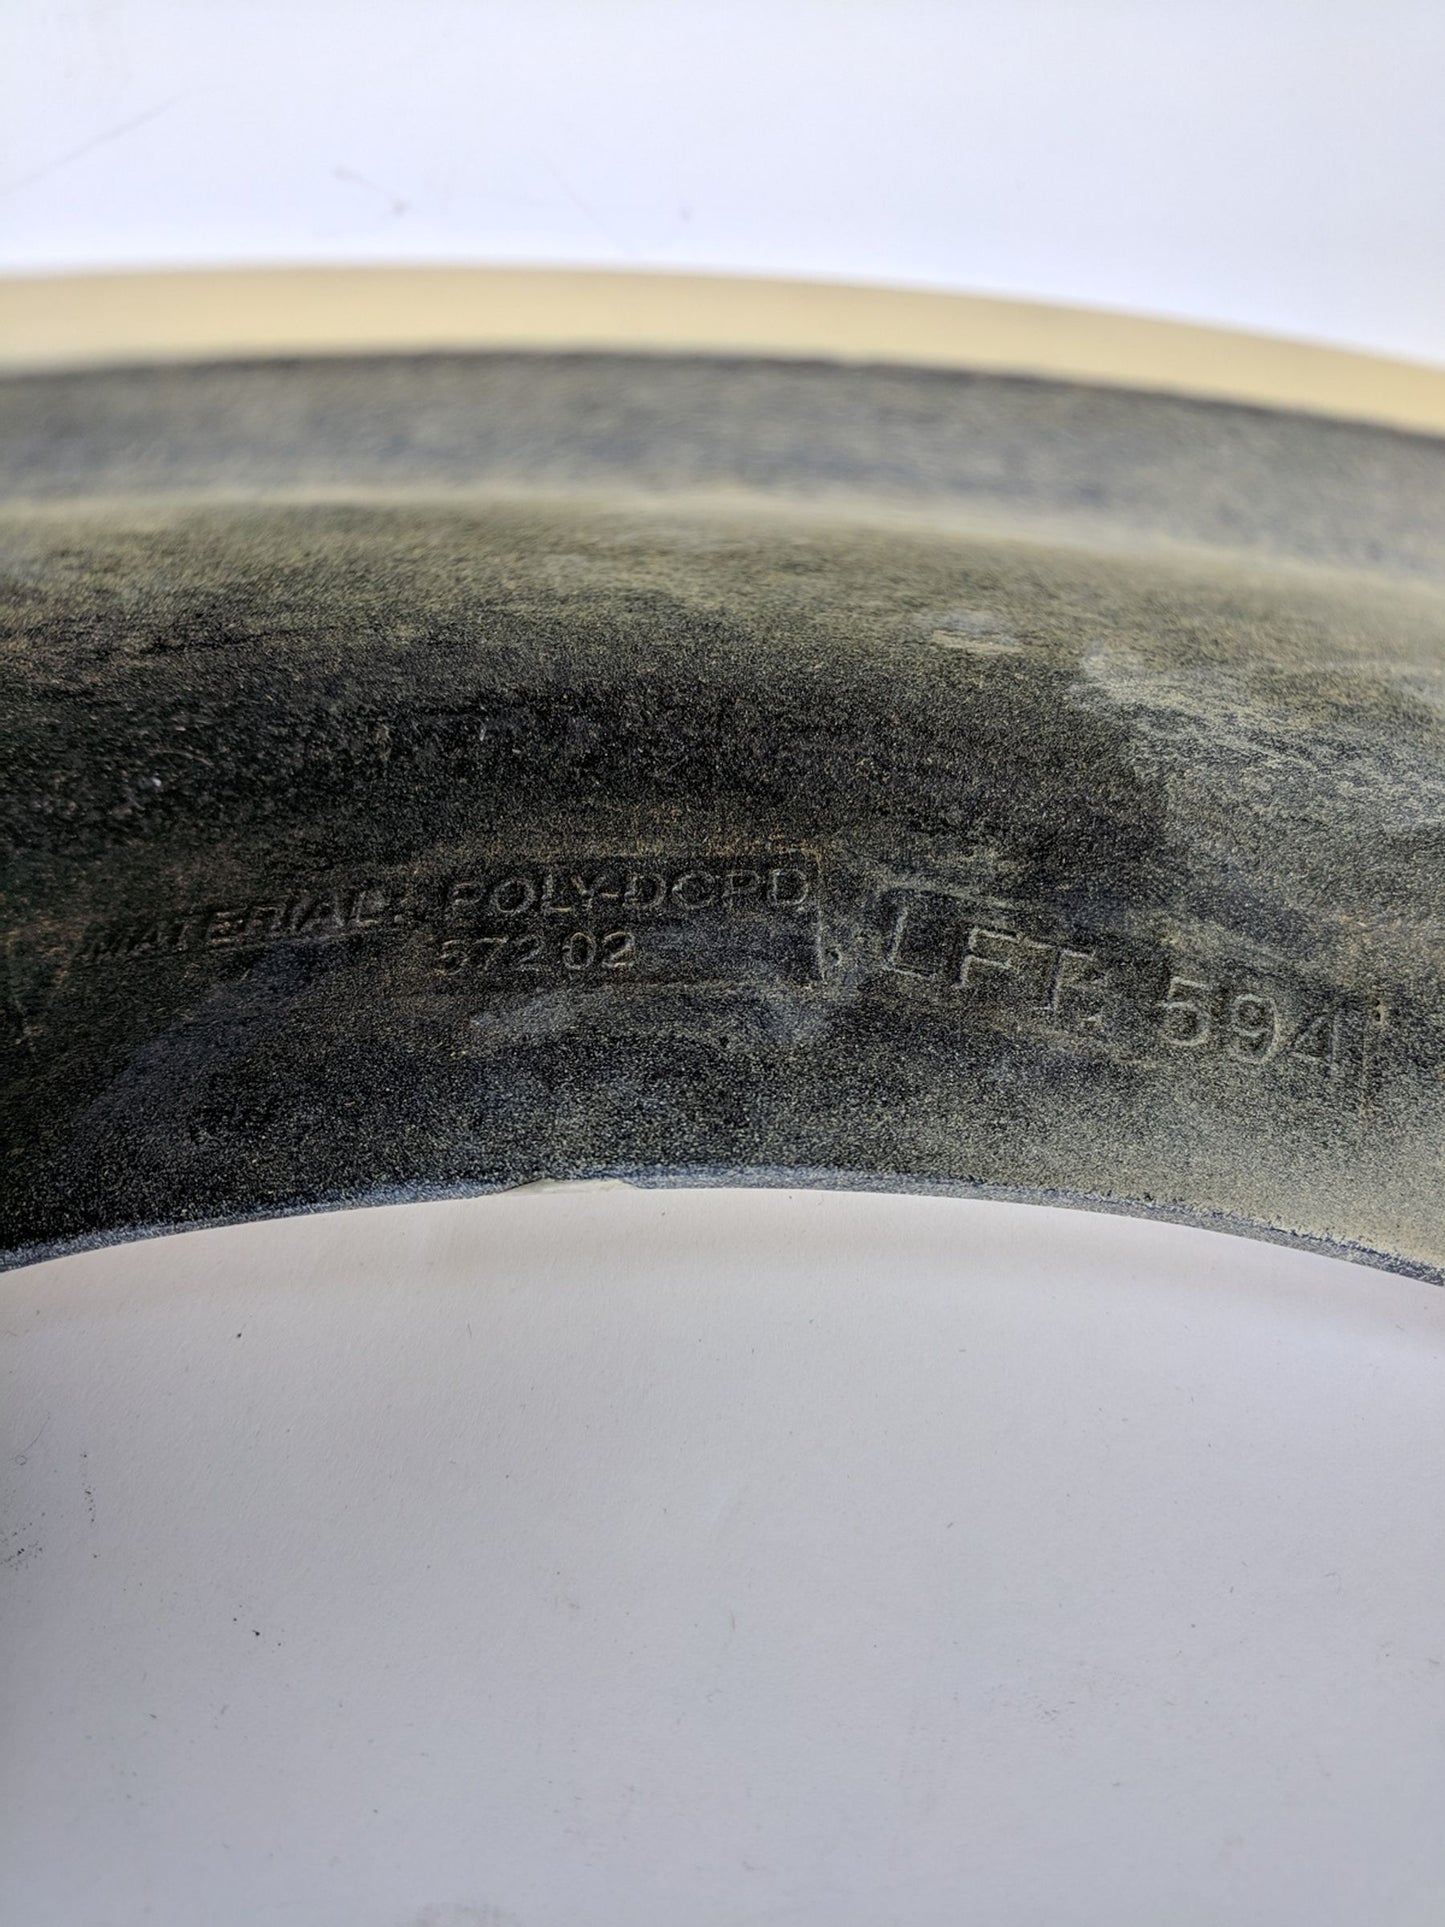 MATERIAL: POLY-DCPD
572 02
LFT. 594